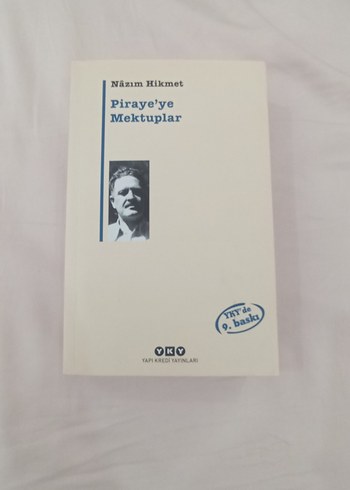 Nâzım Hikmet
Piraye'ye
Mektuplar
YKY'de
9. baskı
YKY
YAPI KREDİ YAYINLARI